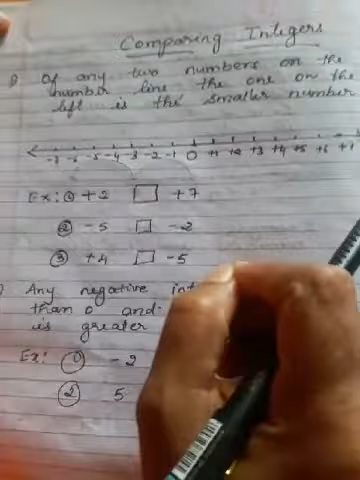 Comparing Integers
Of any two numbers on the
number line the one on the
left is the smaller number
-6 -5 -4 -3 -2 -1 0 +1 +2 +3 +4 +5 +6 +7
Ex: ① +2 □ +7
② -5 □ -2
③ +4 □ -5
Any negative
than 0 and
is greater
Ex: ① -2
② 5